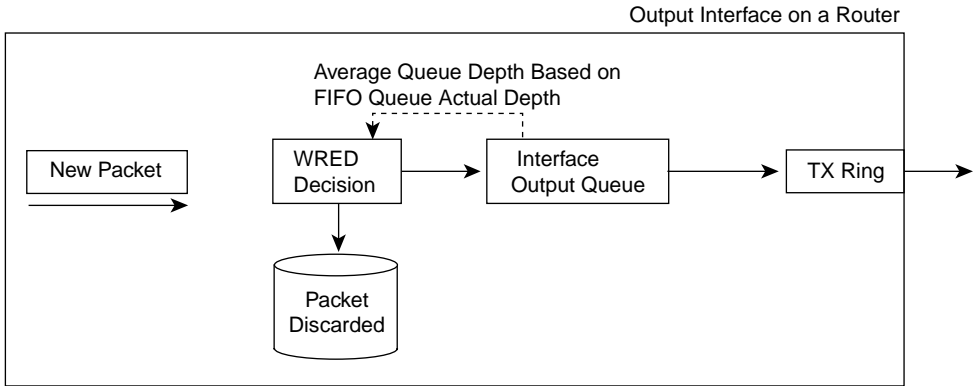 Output Interface on a Router
Average Queue Depth Based on
FIFO Queue Actual Depth
New Packet
WRED
Decision
Interface
Output Queue
TX Ring
Packet
Discarded